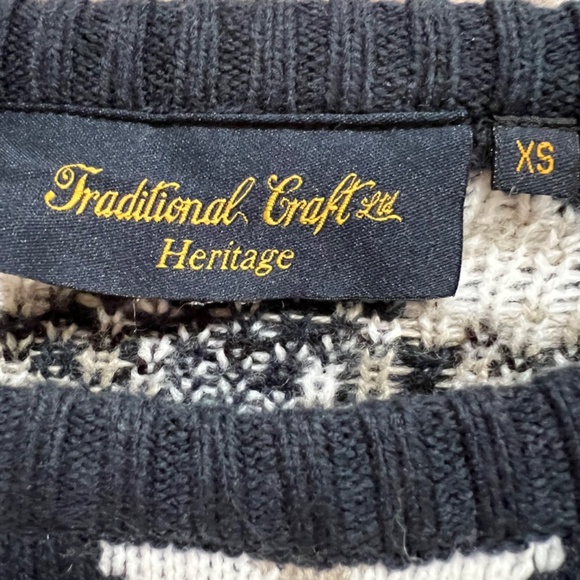 Traditional Craft Ltd
Heritage
XS